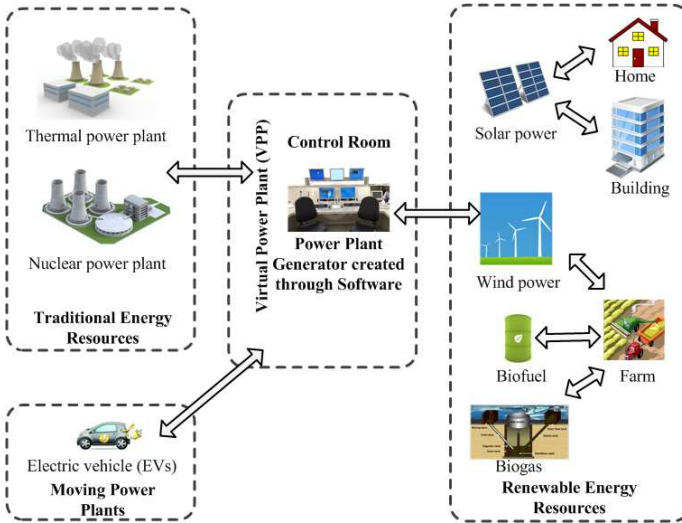 Thermal power plant
Nuclear power plant
Traditional Energy
Resources
Electric vehicle (EVs)
Moving Power
Plants
Virtual Power Plant (VPP)
Control Room
Power Plant
Generator created
through Software
Home
Solar power
Building
Wind power
Biofuel
Farm
Biogas
Renewable Energy
Resources